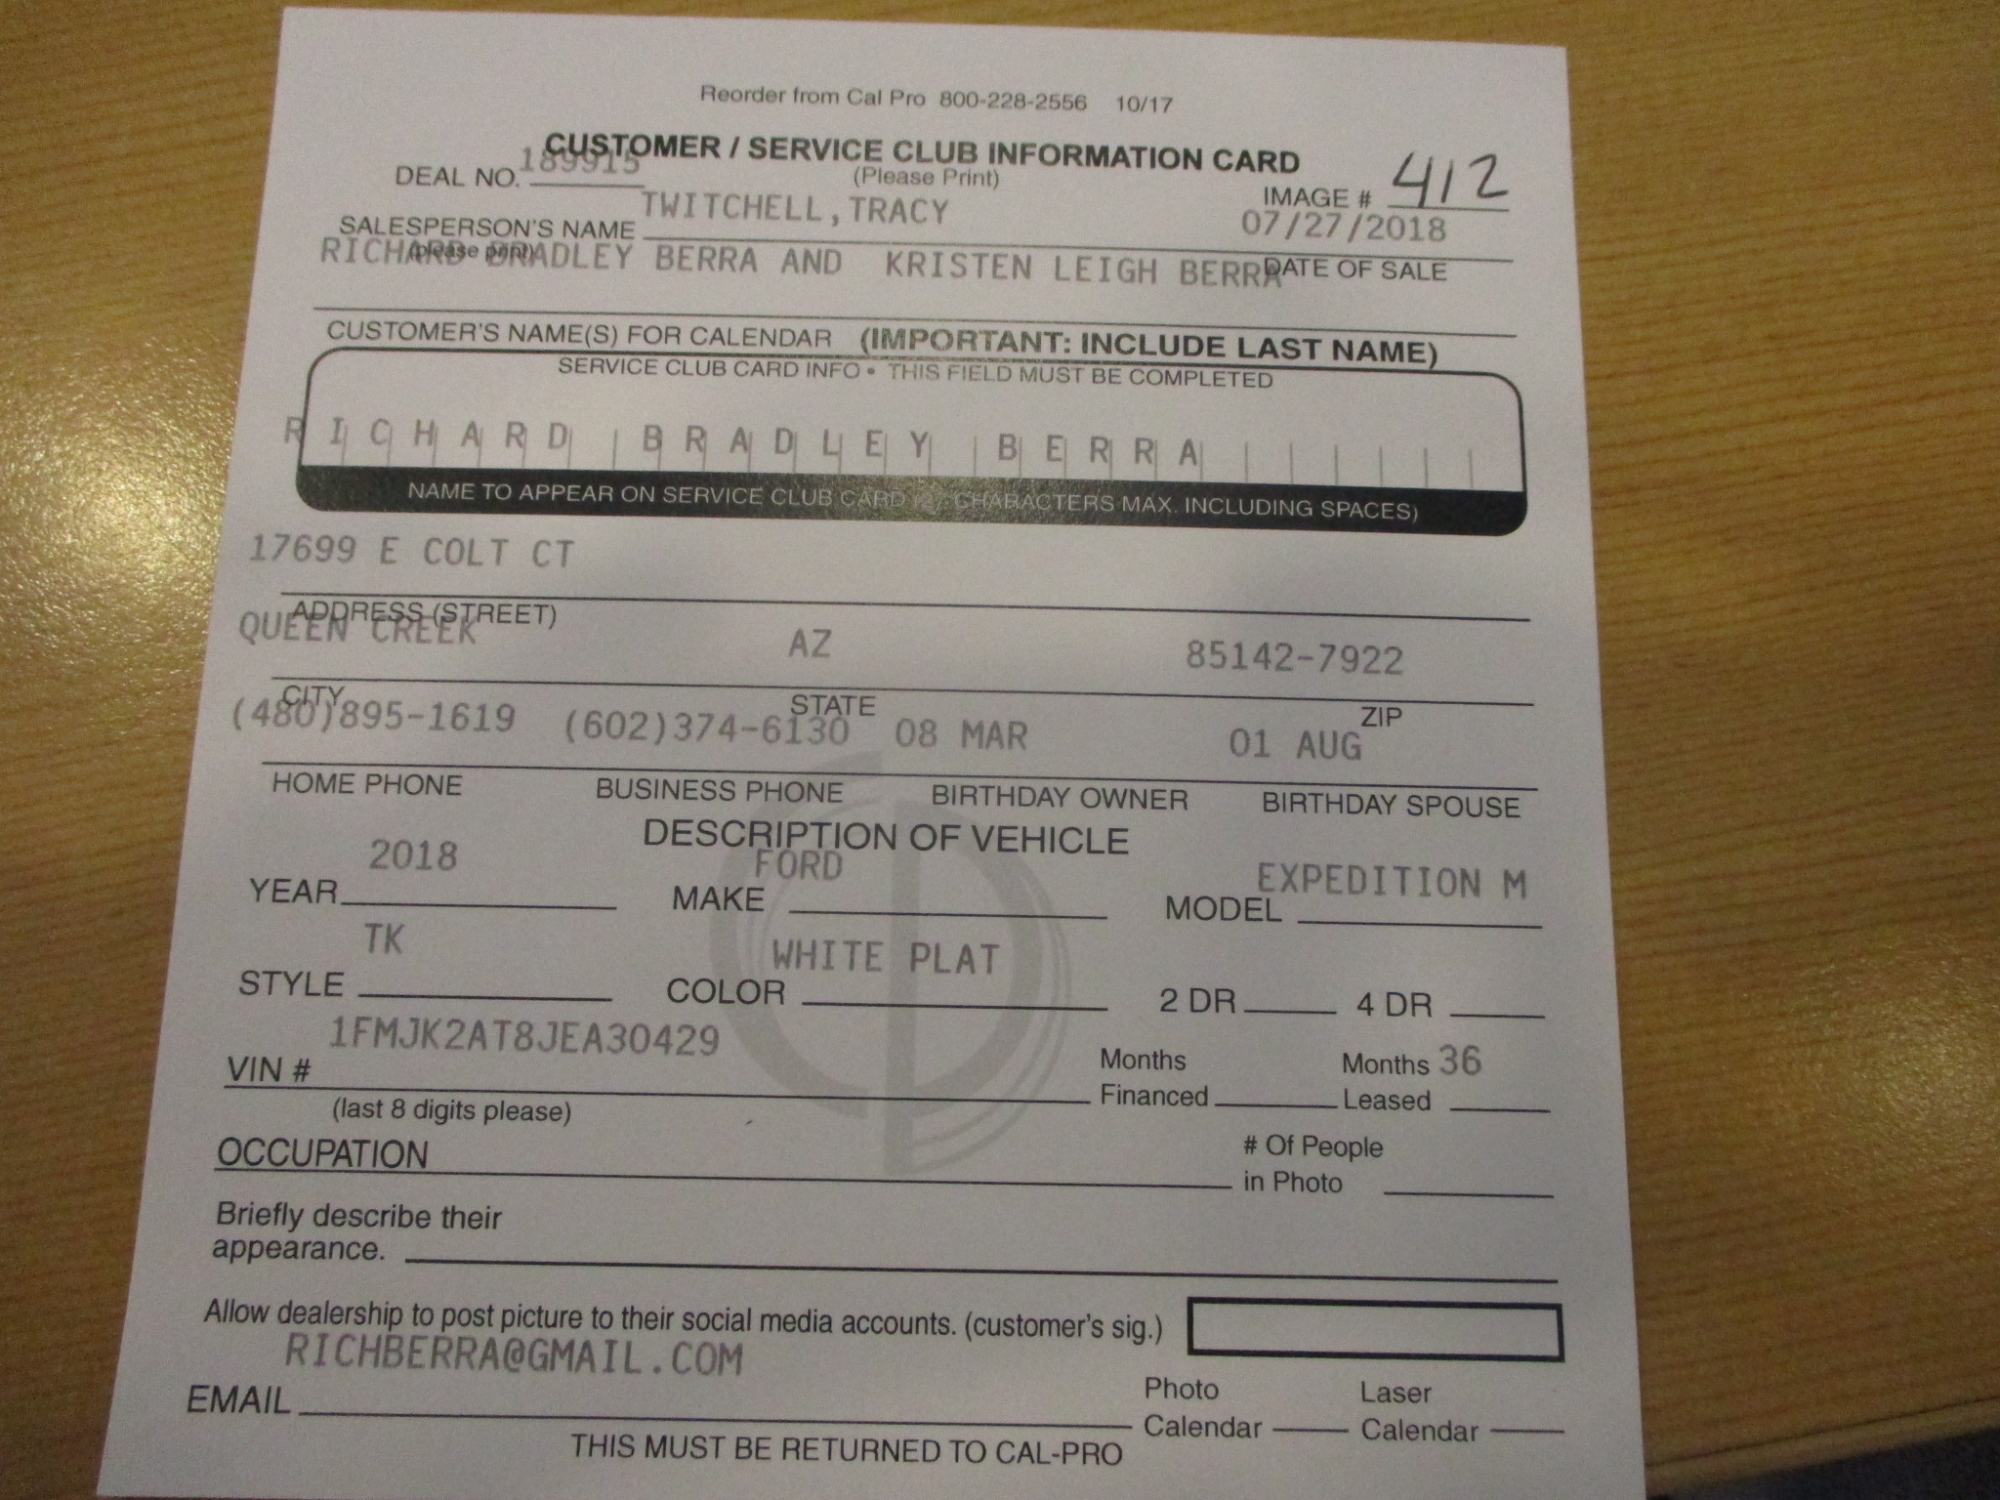 Reorder from Cal Pro 800-228-2556 10/17
CUSTOMER / SERVICE CLUB INFORMATION CARD
(Please Print)
DEAL NO. 189915
IMAGE # 412
SALESPERSON'S NAME TWITCHELL,TRACY
(please print)
07/27/2018
DATE OF SALE
RICHARD BRADLEY BERRA AND KRISTEN LEIGH BERRA
CUSTOMER'S NAME(S) FOR CALENDAR (IMPORTANT: INCLUDE LAST NAME)
SERVICE CLUB CARD INFO • THIS FIELD MUST BE COMPLETED
RICHARD BRADLEY BERRA
NAME TO APPEAR ON SERVICE CLUB CARD CHARACTERS MAX. INCLUDING SPACES)
17699 E COLT CT
ADDRESS (STREET)
QUEEN CREEK AZ 85142-7922
CITY STATE ZIP
(480)895-1619 (602)374-6130 08 MAR 01 AUG
HOME PHONE BUSINESS PHONE BIRTHDAY OWNER BIRTHDAY SPOUSE
DESCRIPTION OF VEHICLE
YEAR 2018 MAKE FORD MODEL EXPEDITION M
STYLE TK COLOR WHITE PLAT 2 DR 4 DR
VIN # 1FMJK2AT8JEA30429
(last 8 digits please)
Months Financed
Months Leased 36
OCCUPATION
# Of People in Photo
Briefly describe their
appearance.
Allow dealership to post picture to their social media accounts. (customer's sig.)
EMAIL RICHBERRA@GMAIL.COM
Photo Calendar
Laser Calendar
THIS MUST BE RETURNED TO CAL-PRO